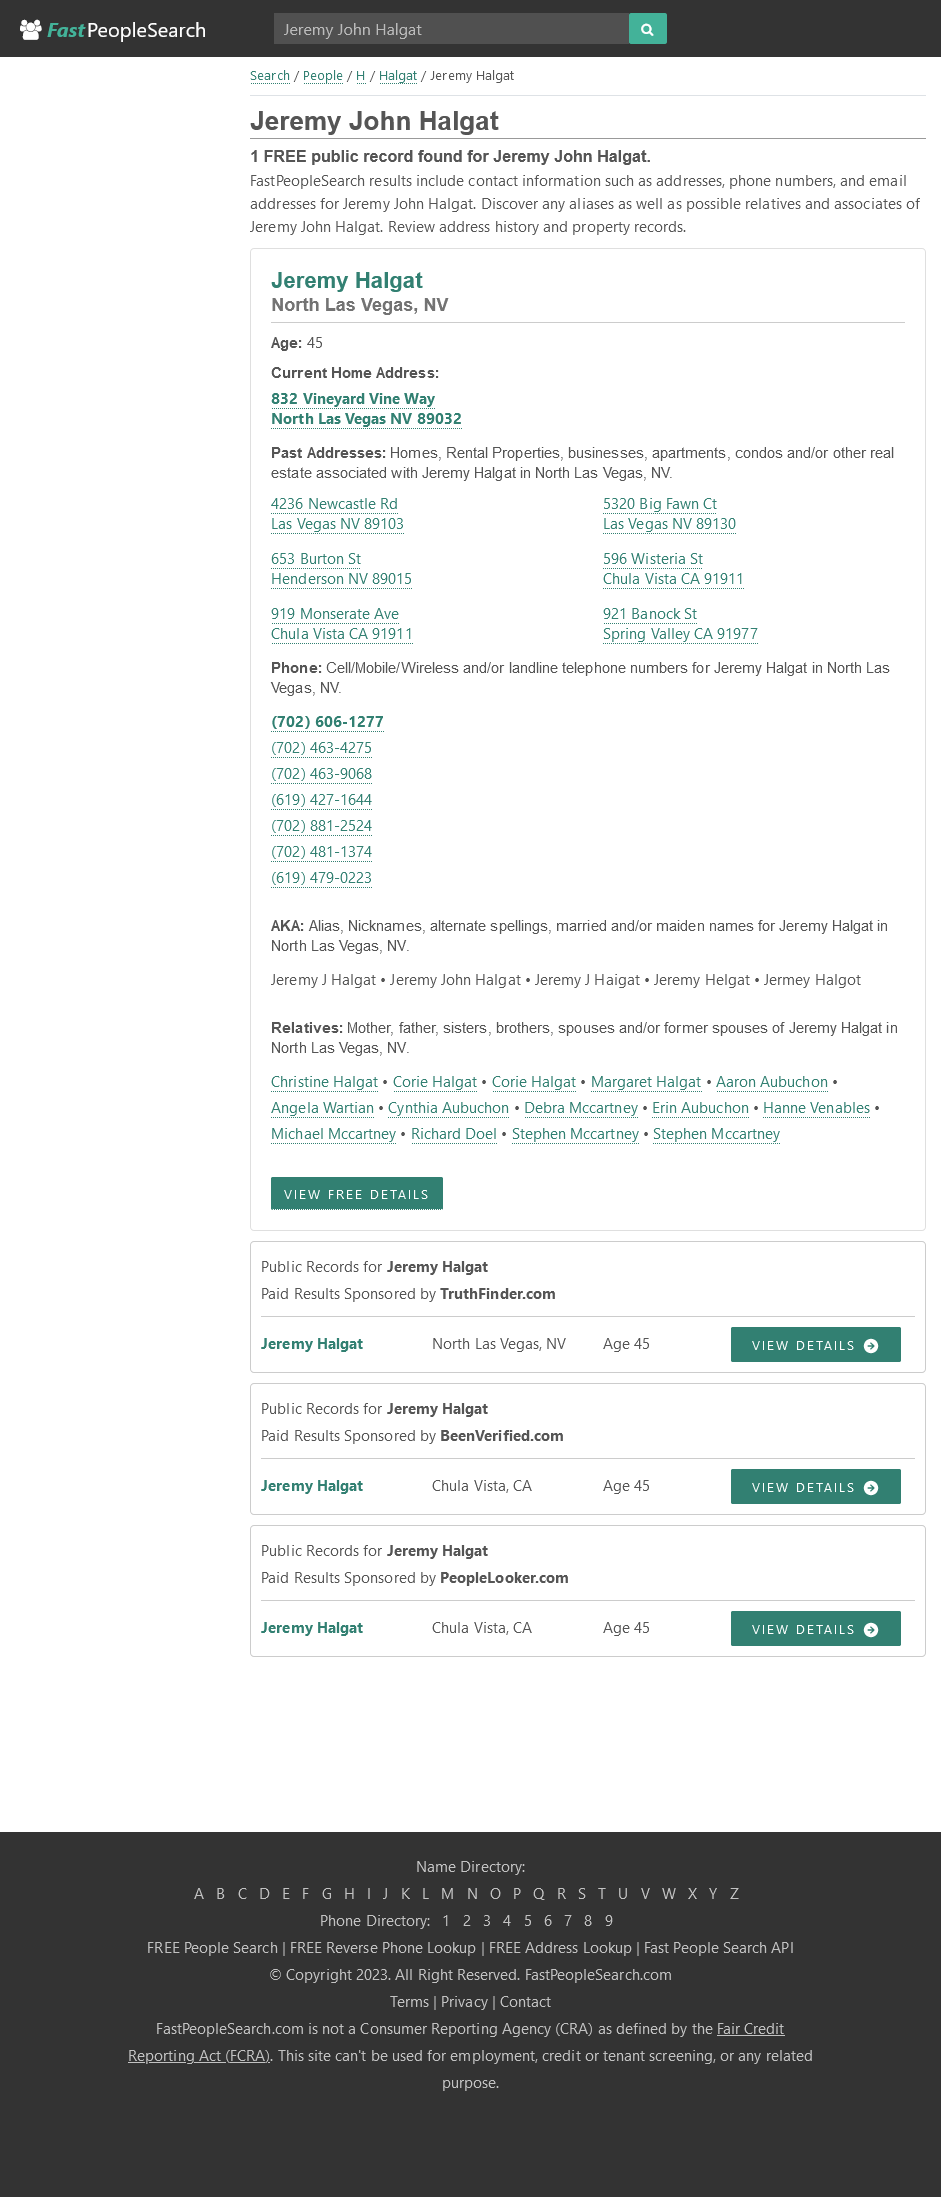 FastPeopleSearch
Jeremy John Halgat
Search / People / H / Halgat / Jeremy Halgat
Jeremy John Halgat
1 FREE public record found for Jeremy John Halgat.
FastPeopleSearch results include contact information such as addresses, phone numbers, and email
addresses for Jeremy John Halgat. Discover any aliases as well as possible relatives and associates of
Jeremy John Halgat. Review address history and property records.
Jeremy Halgat
North Las Vegas, NV
Age: 45
Current Home Address:
832 Vineyard Vine Way
North Las Vegas NV 89032
Past Addresses: Homes, Rental Properties, businesses, apartments, condos and/or other real
estate associated with Jeremy Halgat in North Las Vegas, NV.
4236 Newcastle Rd
Las Vegas NV 89103
5320 Big Fawn Ct
Las Vegas NV 89130
653 Burton St
Henderson NV 89015
596 Wisteria St
Chula Vista CA 91911
919 Monserate Ave
Chula Vista CA 91911
921 Banock St
Spring Valley CA 91977
Phone: Cell/Mobile/Wireless and/or landline telephone numbers for Jeremy Halgat in North Las
Vegas, NV.
(702) 606-1277
(702) 463-4275
(702) 463-9068
(619) 427-1644
(702) 881-2524
(702) 481-1374
(619) 479-0223
AKA: Alias, Nicknames, alternate spellings, married and/or maiden names for Jeremy Halgat in
North Las Vegas, NV.
Jeremy J Halgat • Jeremy John Halgat • Jeremy J Haigat • Jeremy Helgat • Jermey Halgot
Relatives: Mother, father, sisters, brothers, spouses and/or former spouses of Jeremy Halgat in
North Las Vegas, NV.
Christine Halgat • Corie Halgat • Corie Halgat • Margaret Halgat • Aaron Aubuchon •
Angela Wartian • Cynthia Aubuchon • Debra Mccartney • Erin Aubuchon • Hanne Venables •
Michael Mccartney • Richard Doel • Stephen Mccartney • Stephen Mccartney
VIEW FREE DETAILS
Public Records for Jeremy Halgat
Paid Results Sponsored by TruthFinder.com
Jeremy Halgat North Las Vegas, NV Age 45 VIEW DETAILS
Public Records for Jeremy Halgat
Paid Results Sponsored by BeenVerified.com
Jeremy Halgat Chula Vista, CA Age 45 VIEW DETAILS
Public Records for Jeremy Halgat
Paid Results Sponsored by PeopleLooker.com
Jeremy Halgat Chula Vista, CA Age 45 VIEW DETAILS
Name Directory:
A B C D E F G H I J K L M N O P Q R S T U V W X Y Z
Phone Directory: 1 2 3 4 5 6 7 8 9
FREE People Search | FREE Reverse Phone Lookup | FREE Address Lookup | Fast People Search API
© Copyright 2023. All Right Reserved. FastPeopleSearch.com
Terms | Privacy | Contact
FastPeopleSearch.com is not a Consumer Reporting Agency (CRA) as defined by the Fair Credit
Reporting Act (FCRA). This site can't be used for employment, credit or tenant screening, or any related
purpose.